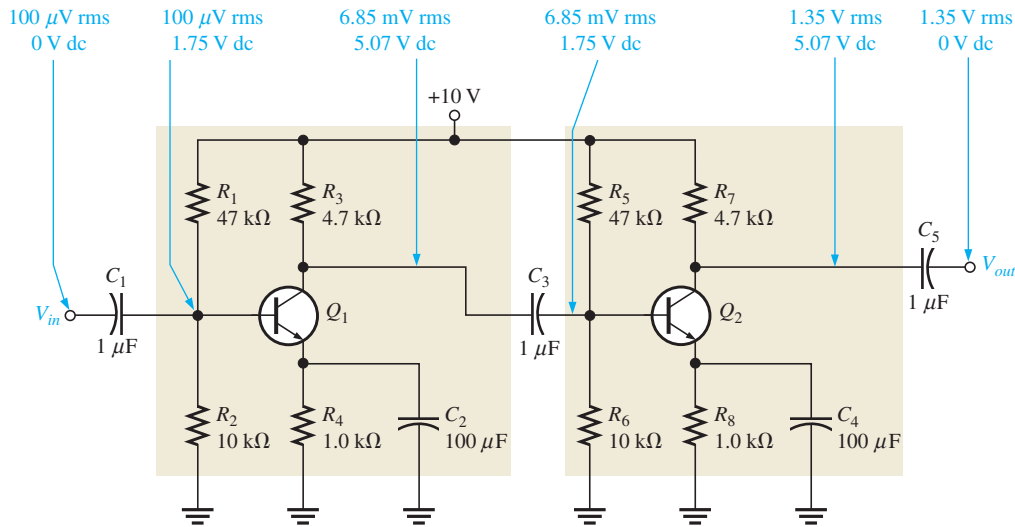 100 μV rms
0 V dc
100 μV rms
1.75 V dc
6.85 mV rms
5.07 V dc
6.85 mV rms
1.75 V dc
1.35 V rms
5.07 V dc
1.35 V rms
0 V dc
+10 V
R1
47 kΩ
R3
4.7 kΩ
R5
47 kΩ
R7
4.7 kΩ
C1
1 μF
Vin
Q1
C3
1 μF
Q2
C5
1 μF
Vout
R2
10 kΩ
R4
1.0 kΩ
C2
100 μF
R6
10 kΩ
R8
1.0 kΩ
C4
100 μF